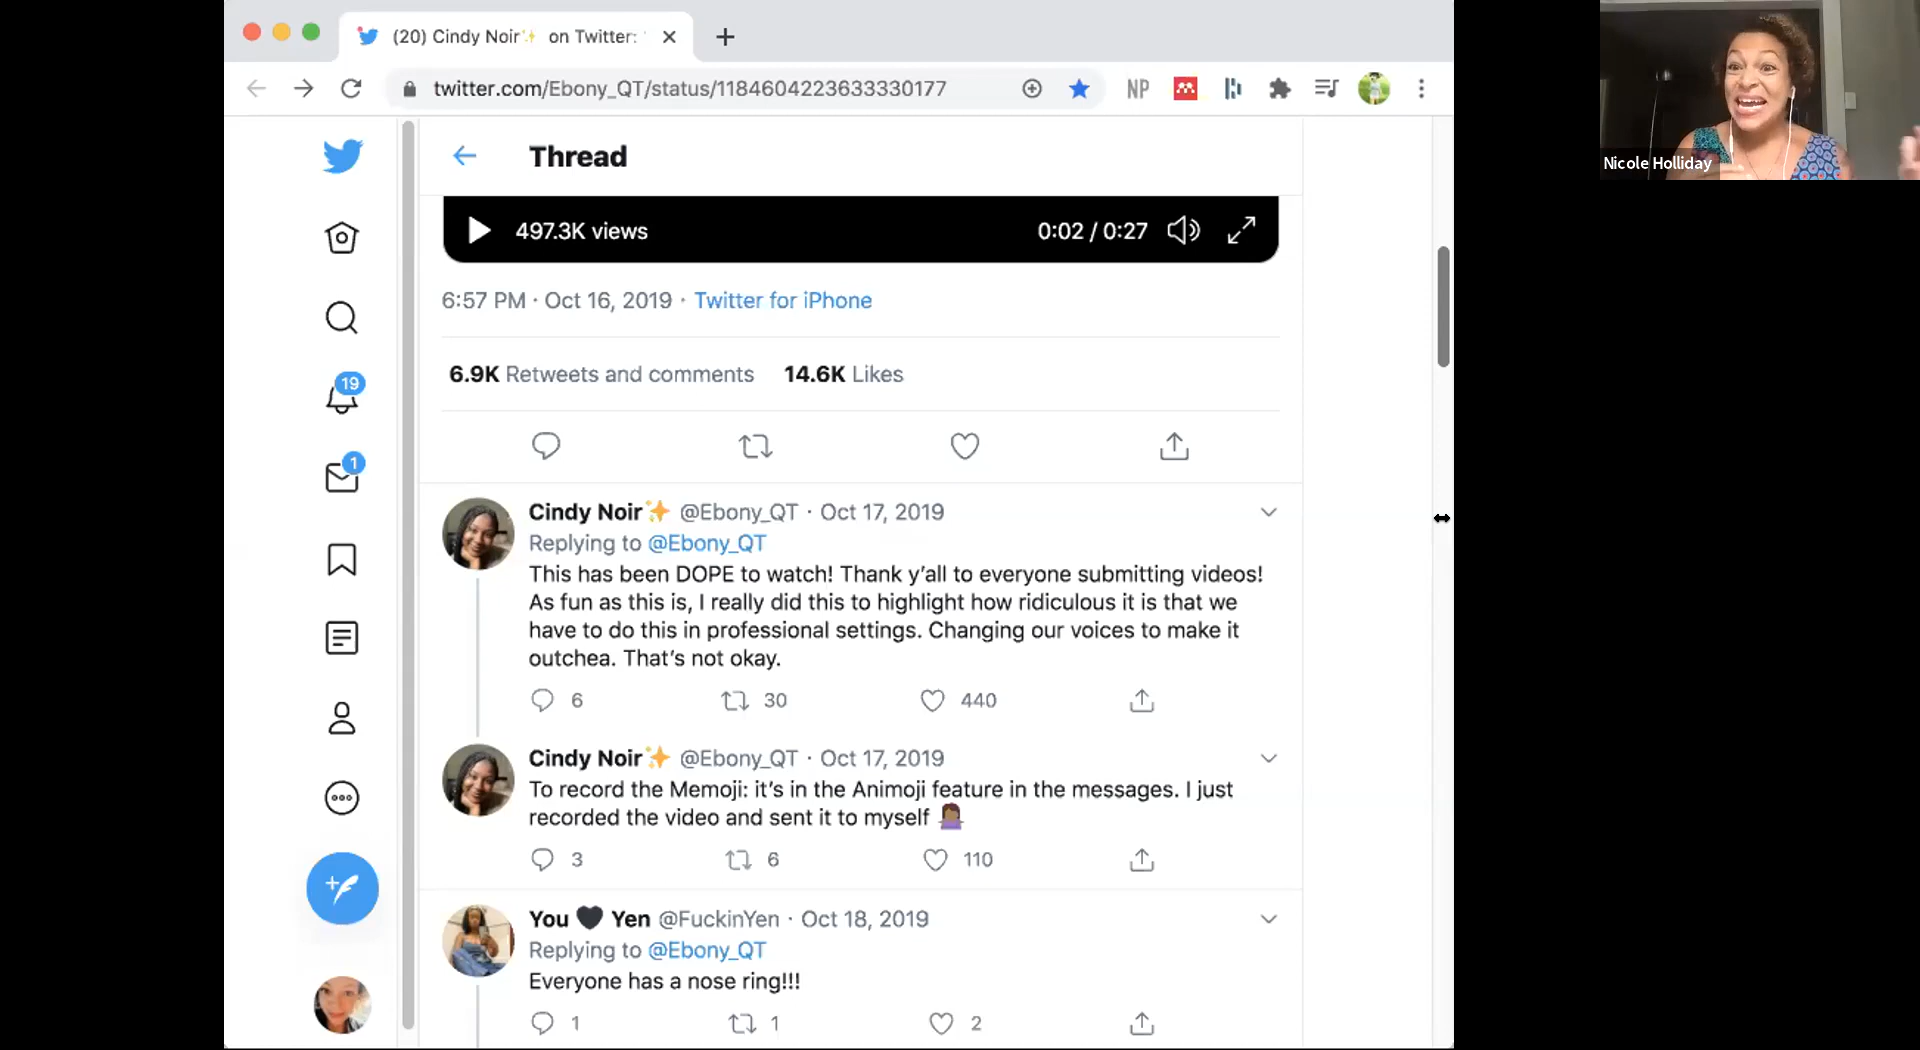 (20) Cindy Noir✨ on Twitter:
twitter.com/Ebony_QT/status/1184604223633330177
NP
Nicole Holliday
Thread
497.3K views 0:02 / 0:27
6:57 PM · Oct 16, 2019 · Twitter for iPhone
6.9K Retweets and comments 14.6K Likes
19
1
Cindy Noir✨ @Ebony_QT · Oct 17, 2019
Replying to @Ebony_QT
This has been DOPE to watch! Thank y’all to everyone submitting videos!
As fun as this is, I really did this to highlight how ridiculous it is that we
have to do this in professional settings. Changing our voices to make it
outchea. That’s not okay.
6 30 440
Cindy Noir✨ @Ebony_QT · Oct 17, 2019
To record the Memoji: it’s in the Animoji feature in the messages. I just
recorded the video and sent it to myself 🤷🏾‍♀️
3 6 110
You 🖤 Yen @FuckinYen · Oct 18, 2019
Replying to @Ebony_QT
Everyone has a nose ring!!!
1 1 2